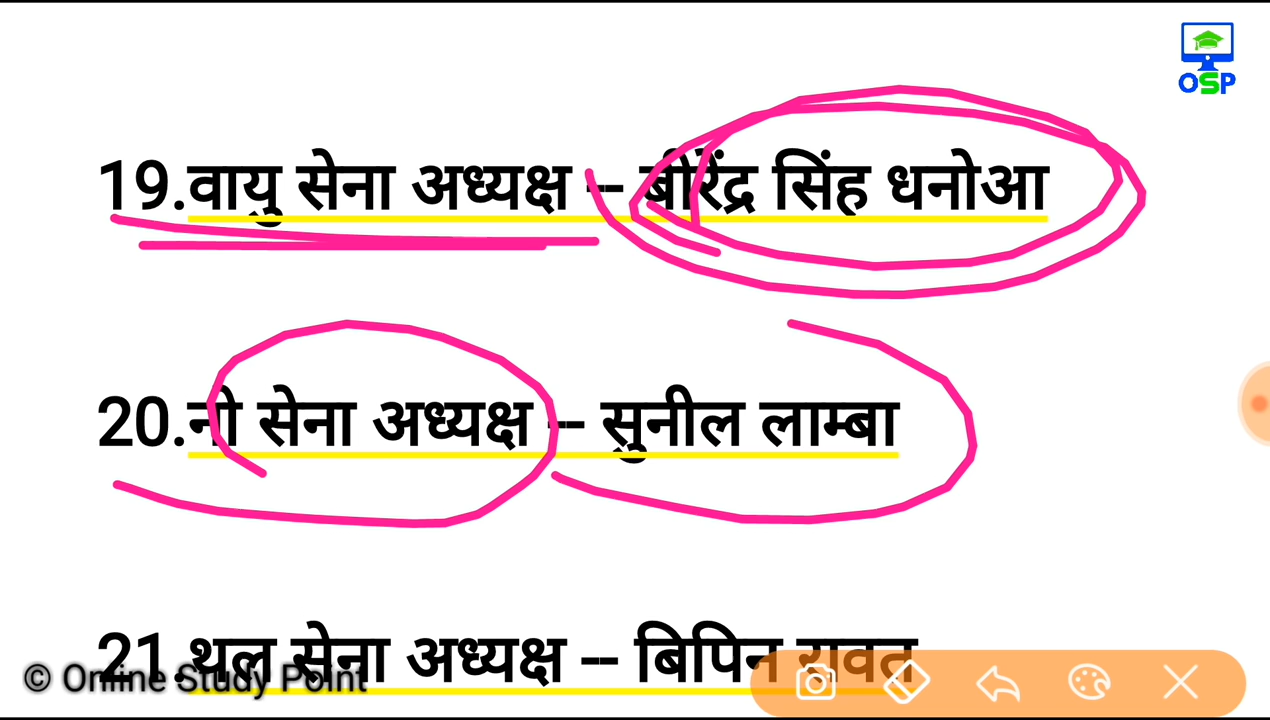 OSP
19.वायु सेना अध्यक्ष -- बीरेंद्र सिंह धनोआ
20.नौ सेना अध्यक्ष -- सुनील लाम्बा
21.थल सेना अध्यक्ष -- बिपिन रावत
© Online Study Point